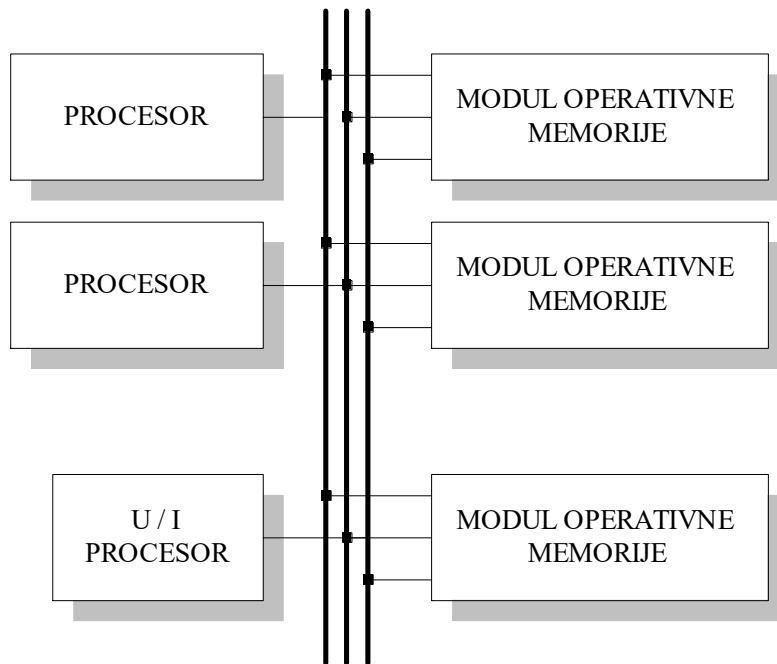 PROCESOR
MODUL OPERATIVNE
MEMORIJE
PROCESOR
MODUL OPERATIVNE
MEMORIJE
U / I
PROCESOR
MODUL OPERATIVNE
MEMORIJE